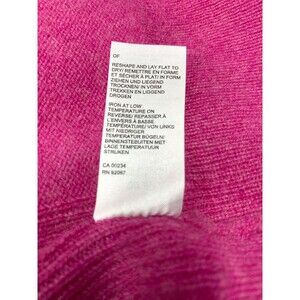 OF
RESHAPE AND LAY FLAT TO
DRY/ REMETTRE EN FORME
ET SÉCHER À PLAT/ IN FORM
ZIEHEN UND LIEGEND
TROCKNEN/ IN VORM
TREKKEN EN LIGGEND
DROGEN
IRON AT LOW
TEMPERATURE ON
REVERSE/ REPASSER À
L'ENVERS À BASSE
TEMPÉRATURE/ VON LINKS
MIT NIEDRIGER
TEMPERATUR BÜGELN/
BINNENSTEBUITEN MET
LAGE TEMPERATUUR
STRIJKEN
CA 00234
RN 92067